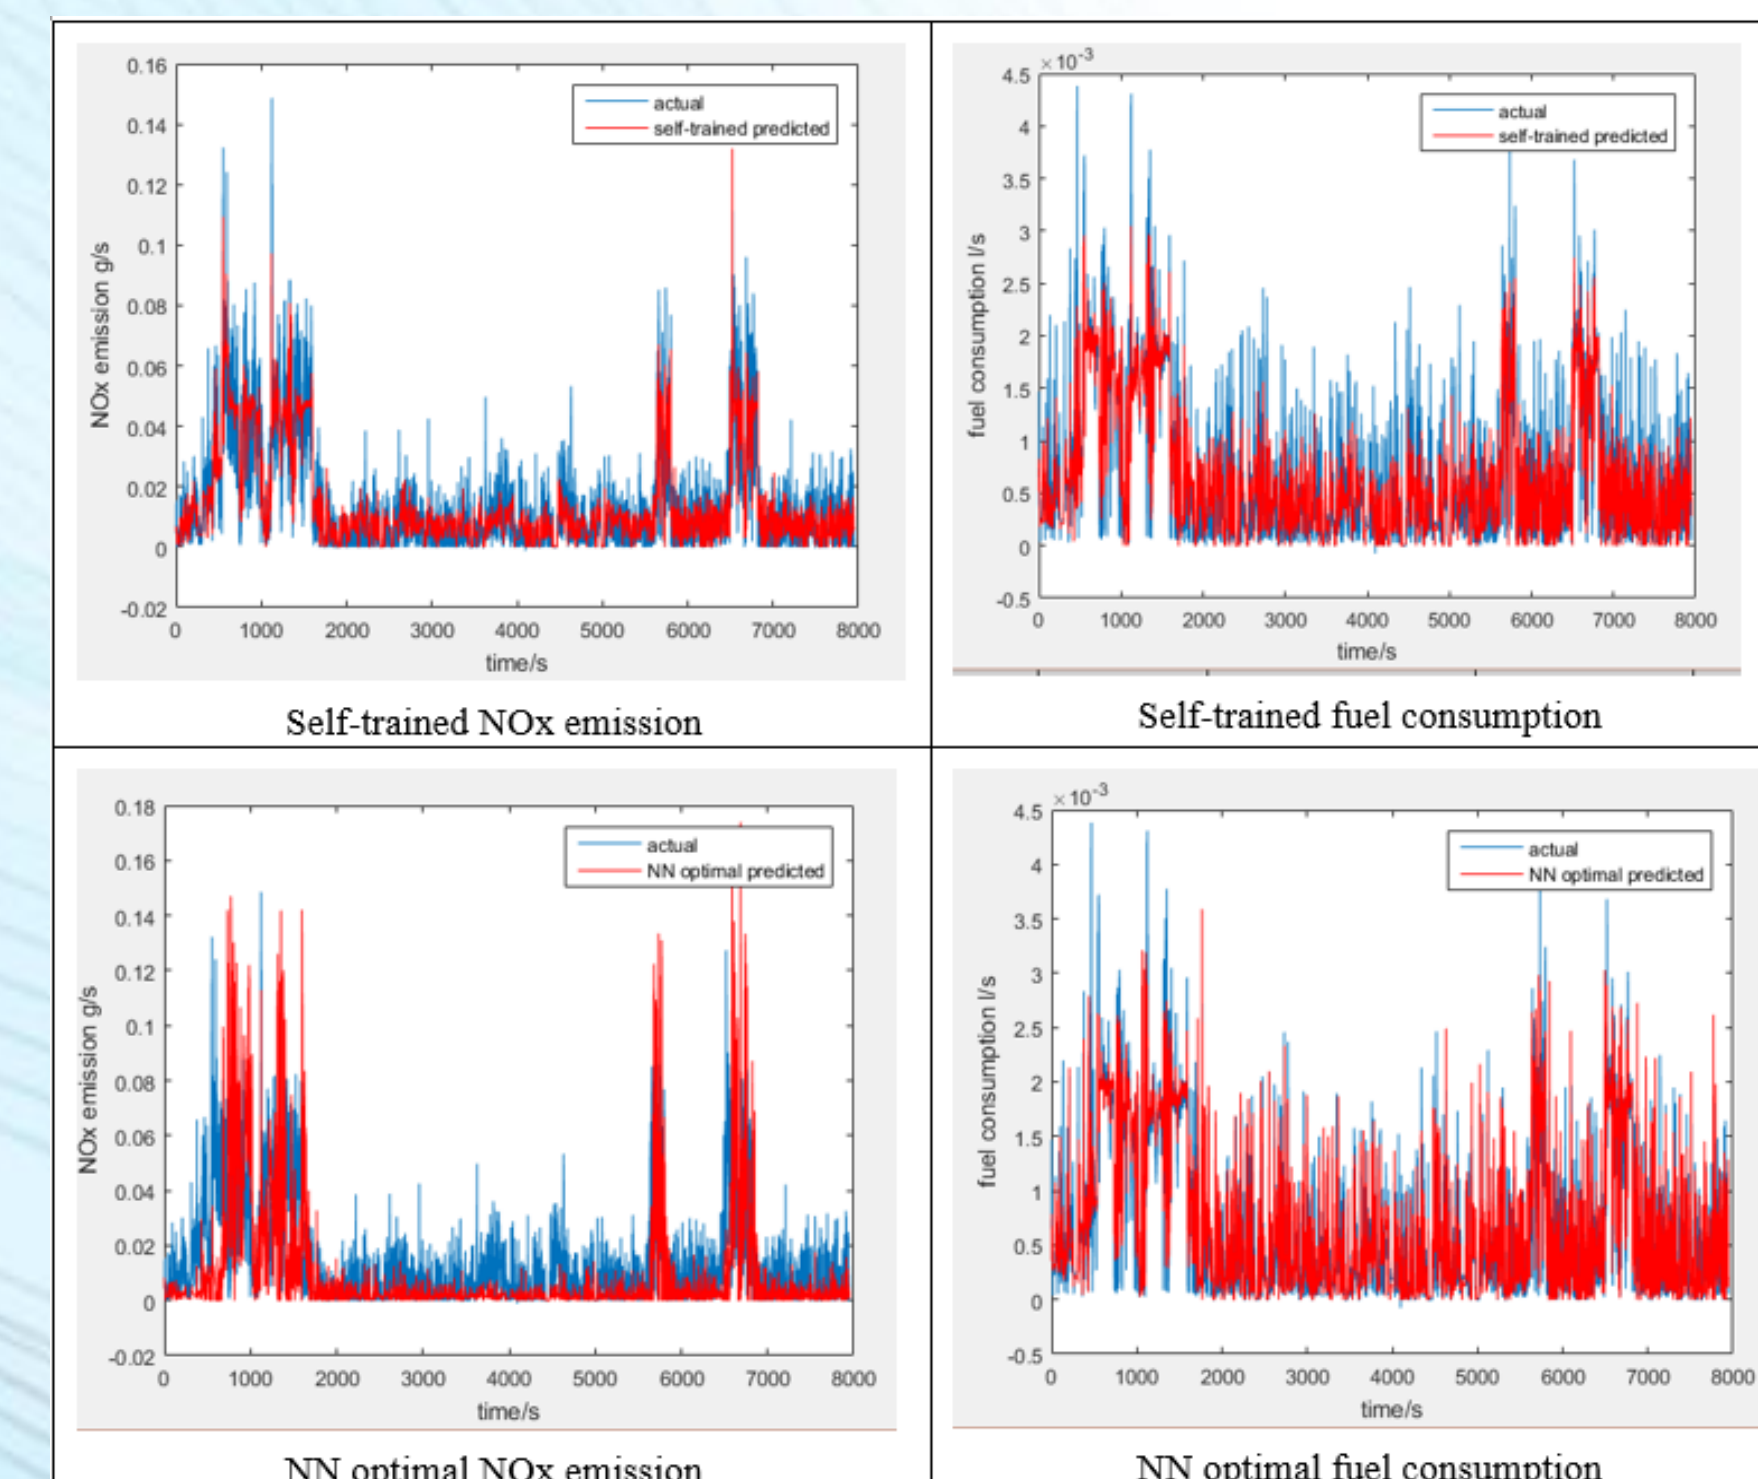 0.16
0.14
0.12
0.1
0.08
0.06
0.04
0.02
0
-0.02
NOx emission g/s
actual
self-trained predicted
0 1000 2000 3000 4000 5000 6000 7000 8000
time/s
Self-trained NOx emission
×10-3
4.5
4
3.5
3
2.5
2
1.5
1
0.5
0
-0.5
fuel consumption l/s
actual
self-trained predicted
0 1000 2000 3000 4000 5000 6000 7000 8000
time/s
Self-trained fuel consumption
0.18
0.16
0.14
0.12
0.1
0.08
0.06
0.04
0.02
0
-0.02
NOx emission g/s
actual
NN optimal predicted
0 1000 2000 3000 4000 5000 6000 7000 8000
time/s
NN optimal NOx emission
×10-3
4.5
4
3.5
3
2.5
2
1.5
1
0.5
0
-0.5
fuel consumption l/s
actual
NN optimal predicted
0 1000 2000 3000 4000 5000 6000 7000 8000
time/s
NN optimal fuel consumption